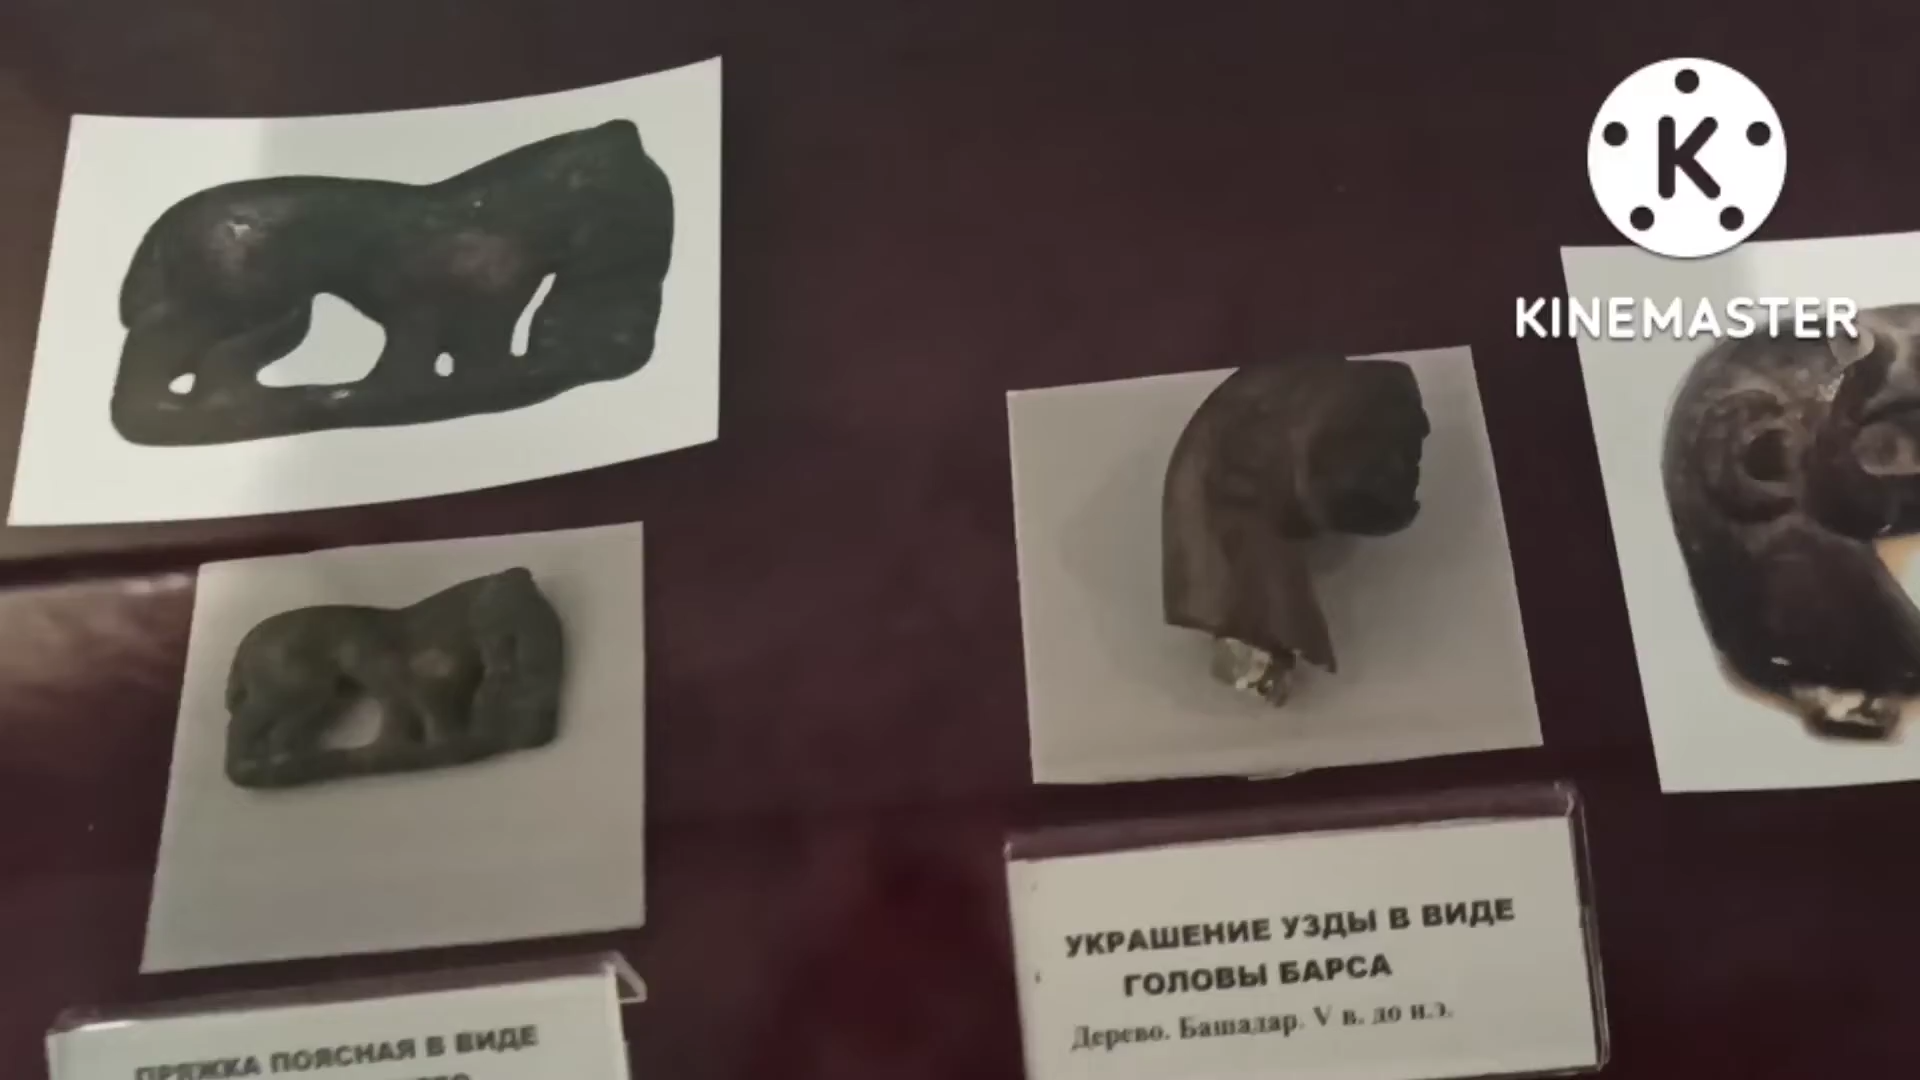 K
KINEMASTER
УКРАШЕНИЕ УЗДЫ В ВИДЕ
ГОЛОВЫ БАРСА
Дерево. Башадар. V в. до н.э.
ПРЯЖКА ПОЯСНАЯ В ВИДЕ